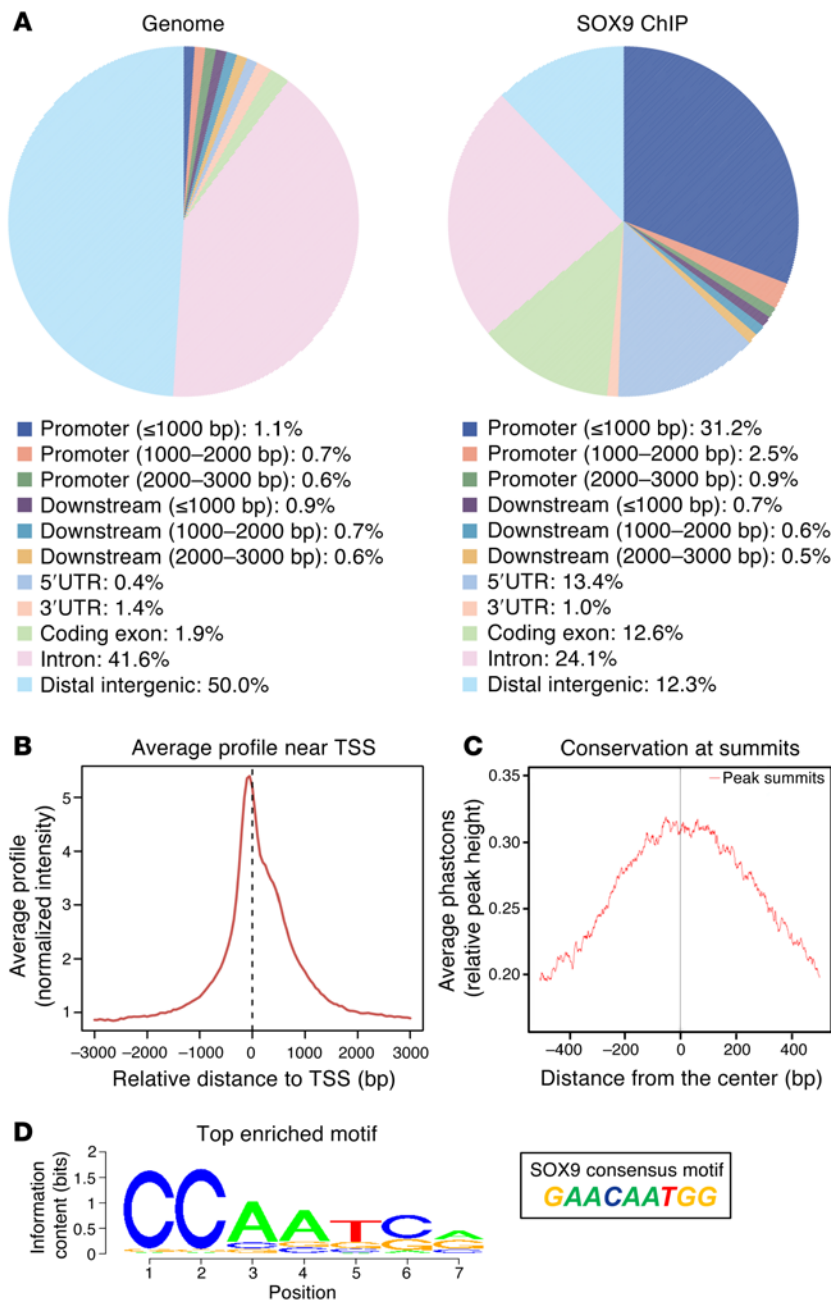 A
Genome
SOX9 ChIP
Promoter (≤1000 bp): 1.1%
Promoter (1000–2000 bp): 0.7%
Promoter (2000–3000 bp): 0.6%
Downstream (≤1000 bp): 0.9%
Downstream (1000–2000 bp): 0.7%
Downstream (2000–3000 bp): 0.6%
5′UTR: 0.4%
3′UTR: 1.4%
Coding exon: 1.9%
Intron: 41.6%
Distal intergenic: 50.0%
Promoter (≤1000 bp): 31.2%
Promoter (1000–2000 bp): 2.5%
Promoter (2000–3000 bp): 0.9%
Downstream (≤1000 bp): 0.7%
Downstream (1000–2000 bp): 0.6%
Downstream (2000–3000 bp): 0.5%
5′UTR: 13.4%
3′UTR: 1.0%
Coding exon: 12.6%
Intron: 24.1%
Distal intergenic: 12.3%
B
Average profile near TSS
Average profile
(normalized intensity)
5
4
3
2
1
–3000 –2000 –1000 0 1000 2000 3000
Relative distance to TSS (bp)
C
Conservation at summits
Peak summits
Average phastcons
(relative peak height)
0.35
0.30
0.25
0.20
–400 –200 0 200 400
Distance from the center (bp)
D
Top enriched motif
Information
content (bits)
2
1.5
1
0.5
0
CCAATCA
1 2 3 4 5 6 7
Position
SOX9 consensus motif
GAACAATGG